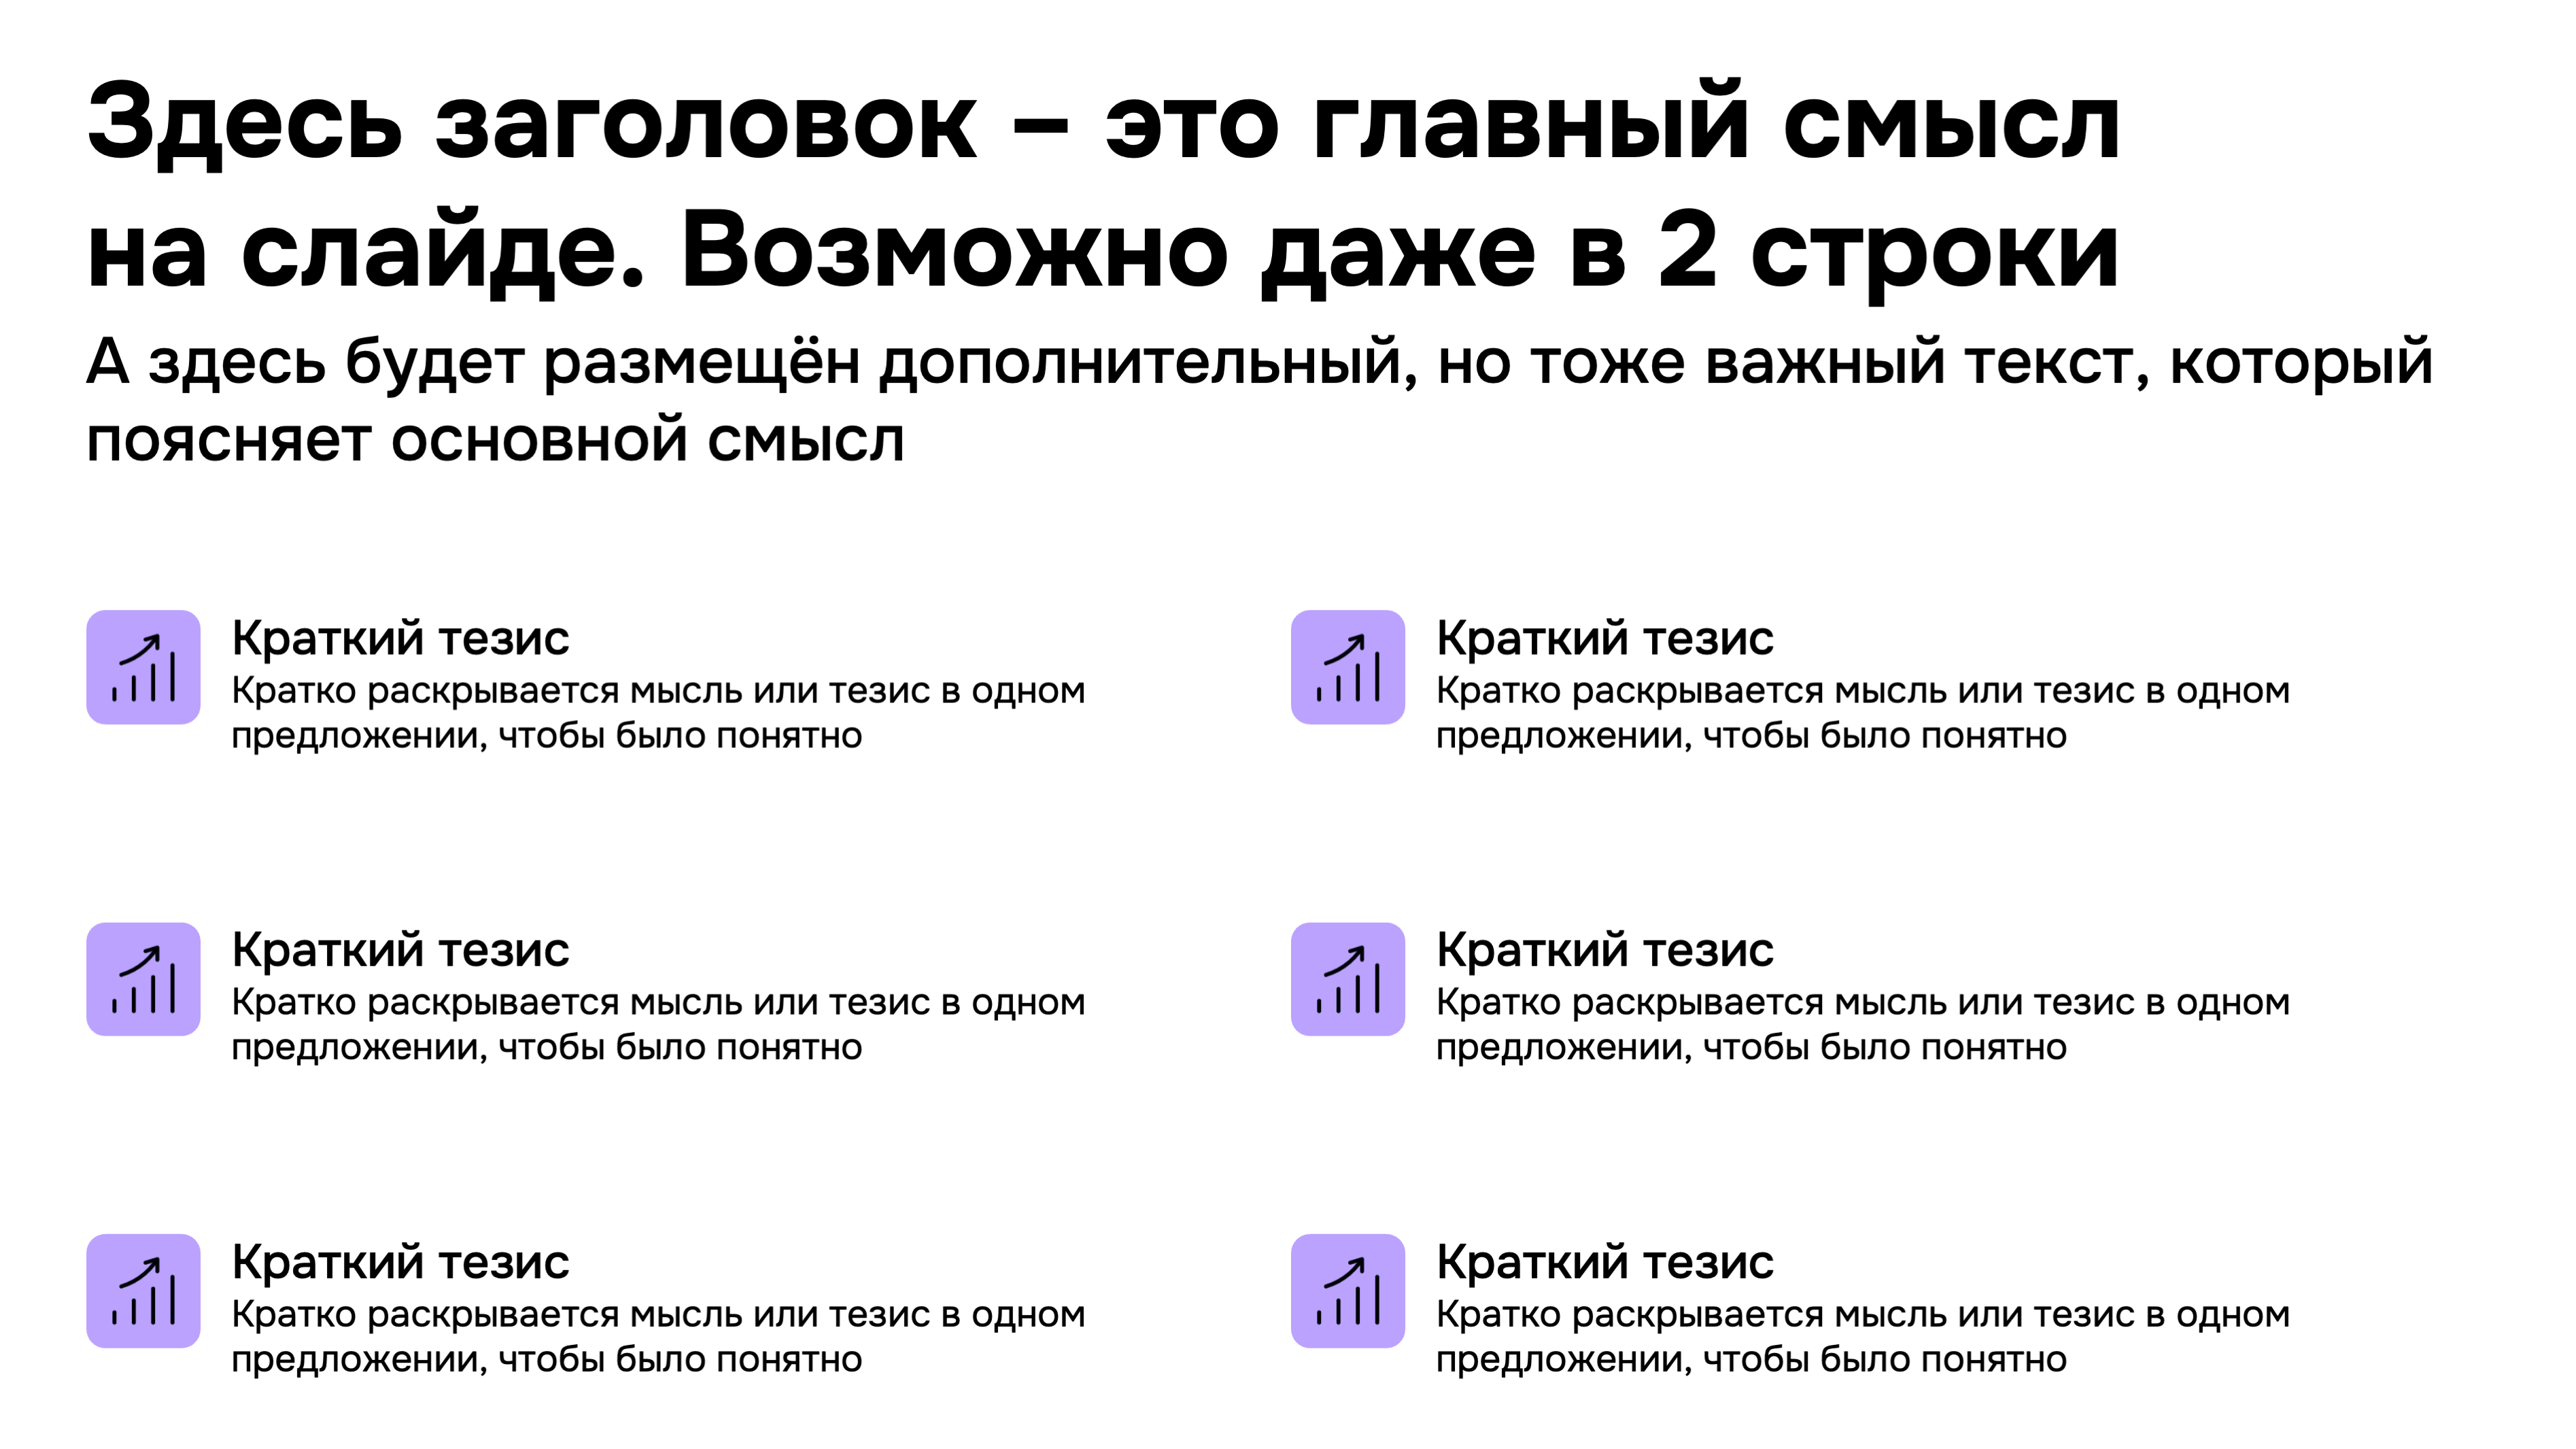 Здесь заголовок – это главный смысл
на слайде. Возможно даже в 2 строки
А здесь будет размещён дополнительный, но тоже важный текст, который
поясняет основной смысл
Краткий тезис
Кратко раскрывается мысль или тезис в одном
предложении, чтобы было понятно
Краткий тезис
Кратко раскрывается мысль или тезис в одном
предложении, чтобы было понятно
Краткий тезис
Кратко раскрывается мысль или тезис в одном
предложении, чтобы было понятно
Краткий тезис
Кратко раскрывается мысль или тезис в одном
предложении, чтобы было понятно
Краткий тезис
Кратко раскрывается мысль или тезис в одном
предложении, чтобы было понятно
Краткий тезис
Кратко раскрывается мысль или тезис в одном
предложении, чтобы было понятно